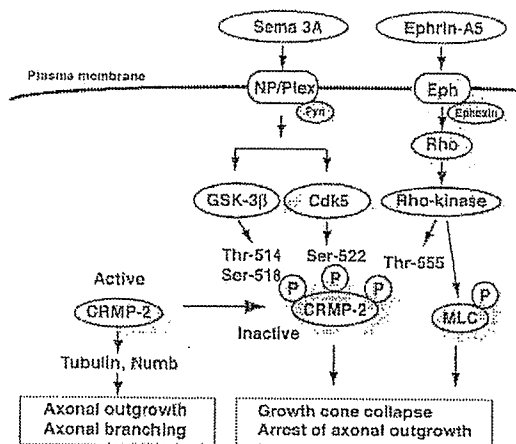 Sema 3A
Ephrin-A5
Plasma membrane
NP/Plex
Eph
Fyn
Ephexin
Rho
GSK-3β
Cdk5
Rho-kinase
Thr-514
Ser-522
Thr-555
Ser-518
Active
P
P
P
P
CRMP-2
CRMP-2
MLC
Inactive
Tubulin, Numb
Axonal outgrowth
Axonal branching
Growth cone collapse
Arrest of axonal outgrowth